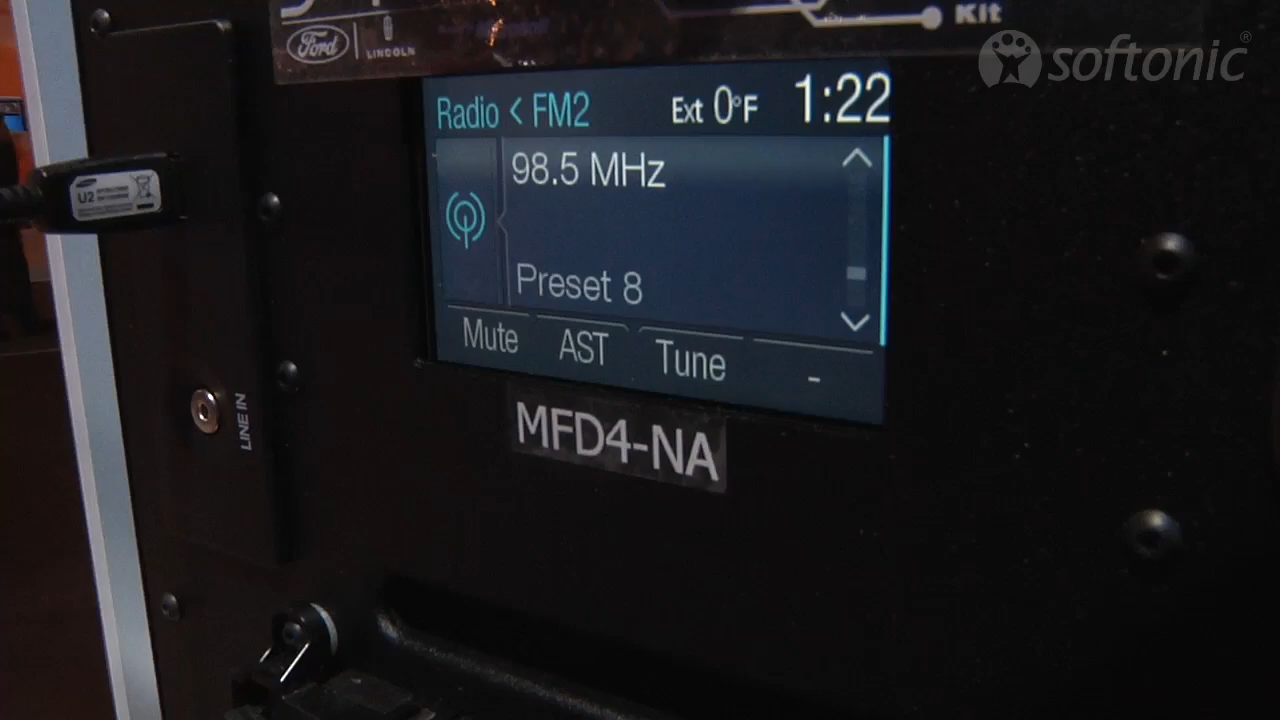 Kit
Ford
LINCOLN
softonic®
Radio < FM2
Ext 0°F
1:22
98.5 MHz
Preset 8
Mute
AST
Tune
-
U2
LINE IN
MFD4-NA